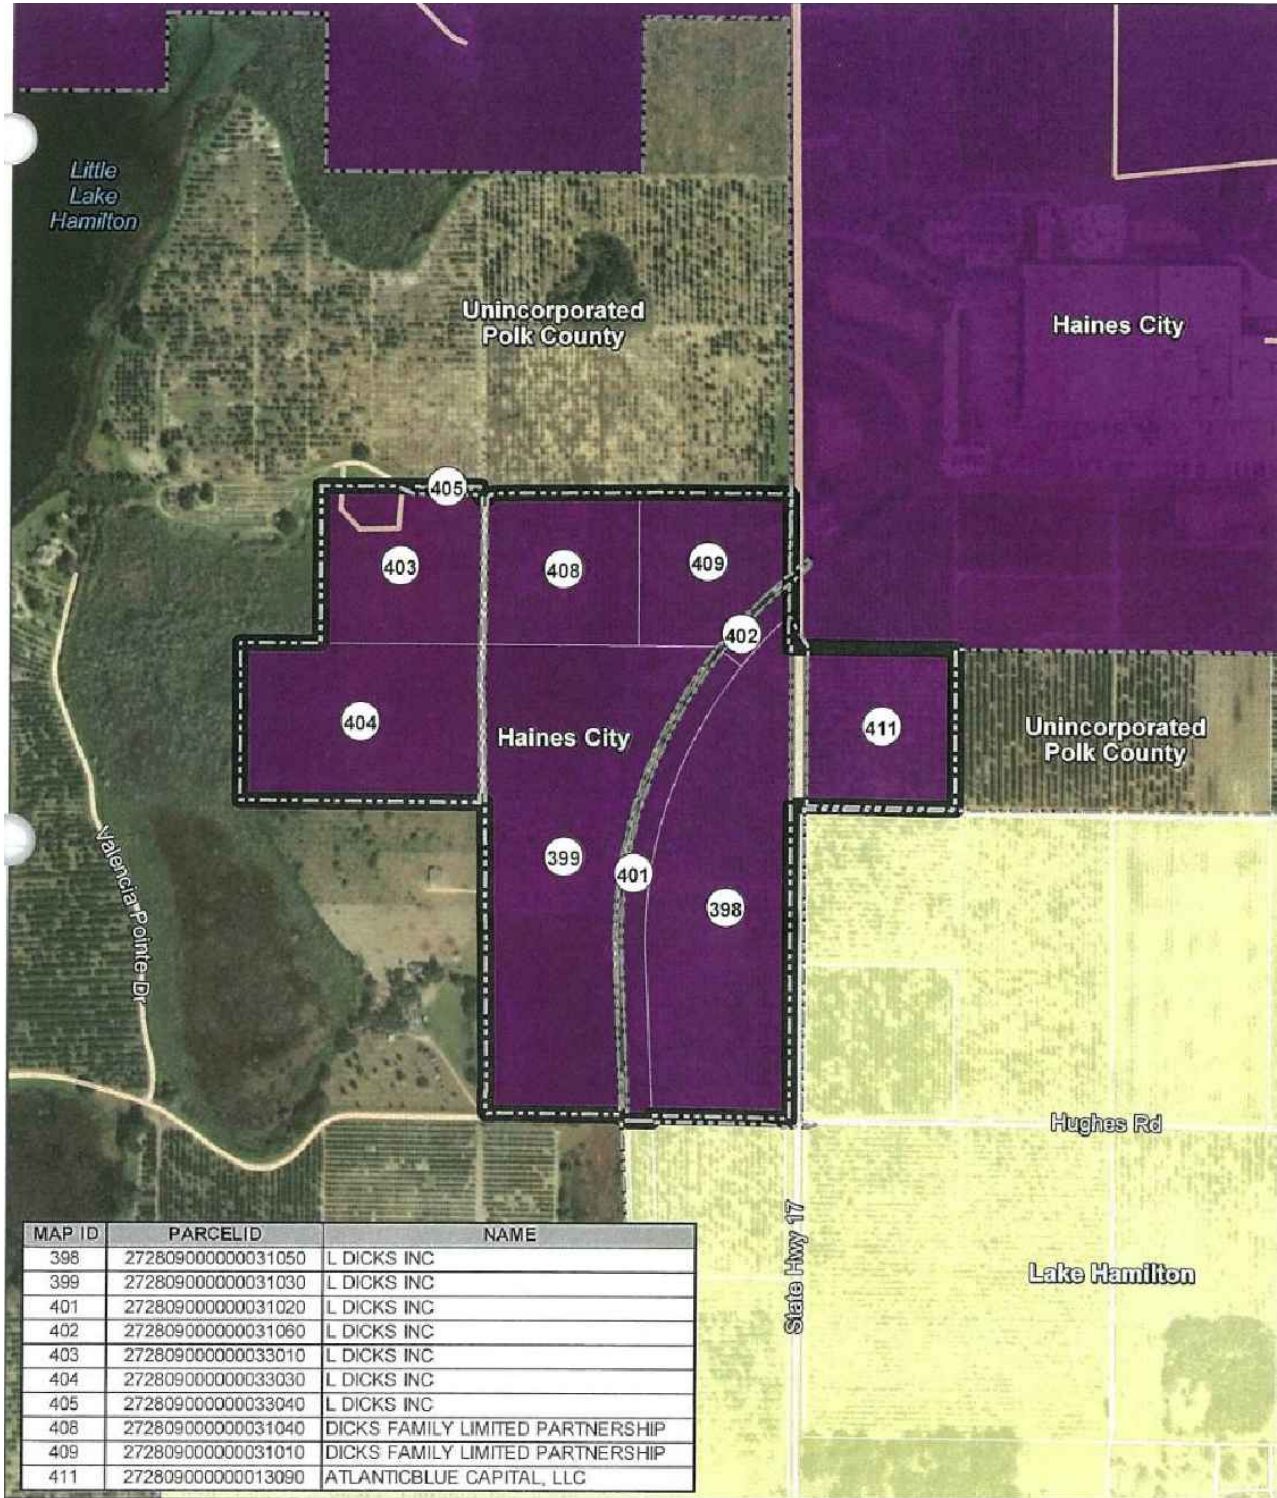 Little
Lake
Hamilton
Unincorporated
Polk County
Haines City
405
403
408
409
402
404
Haines City
411
Unincorporated
Polk County
399
401
398
Valencia Pointe Dr
Hughes Rd
State Hwy 17
Lake Hamilton
MAP ID PARCELID NAME
398 272809000000031050 L DICKS INC
399 272809000000031030 L DICKS INC
401 272809000000031020 L DICKS INC
402 272809000000031060 L DICKS INC
403 272809000000033010 L DICKS INC
404 272809000000033030 L DICKS INC
405 272809000000033040 L DICKS INC
408 272809000000031040 DICKS FAMILY LIMITED PARTNERSHIP
409 272809000000031010 DICKS FAMILY LIMITED PARTNERSHIP
411 272809000000013090 ATLANTICBLUE CAPITAL, LLC